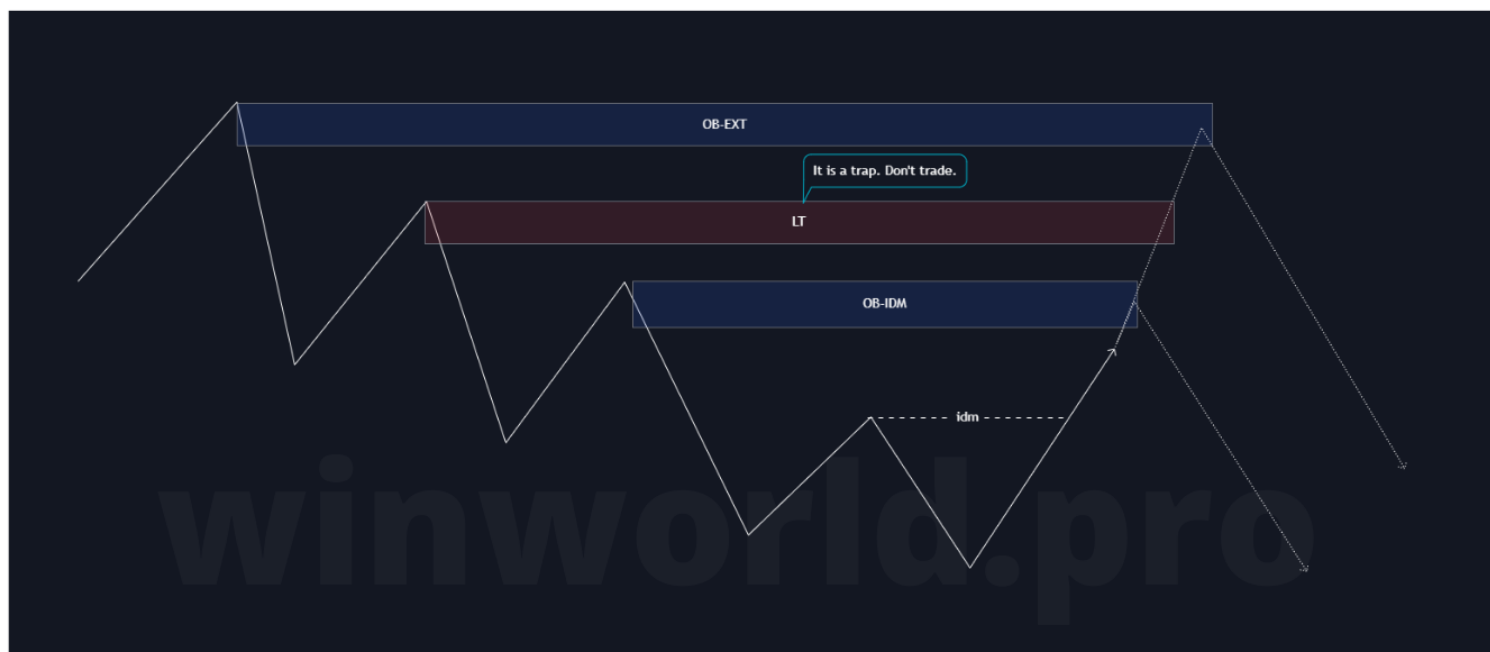 OB-EXT
It is a trap. Don't trade.
LT
OB-IDM
idm
winworld.pro